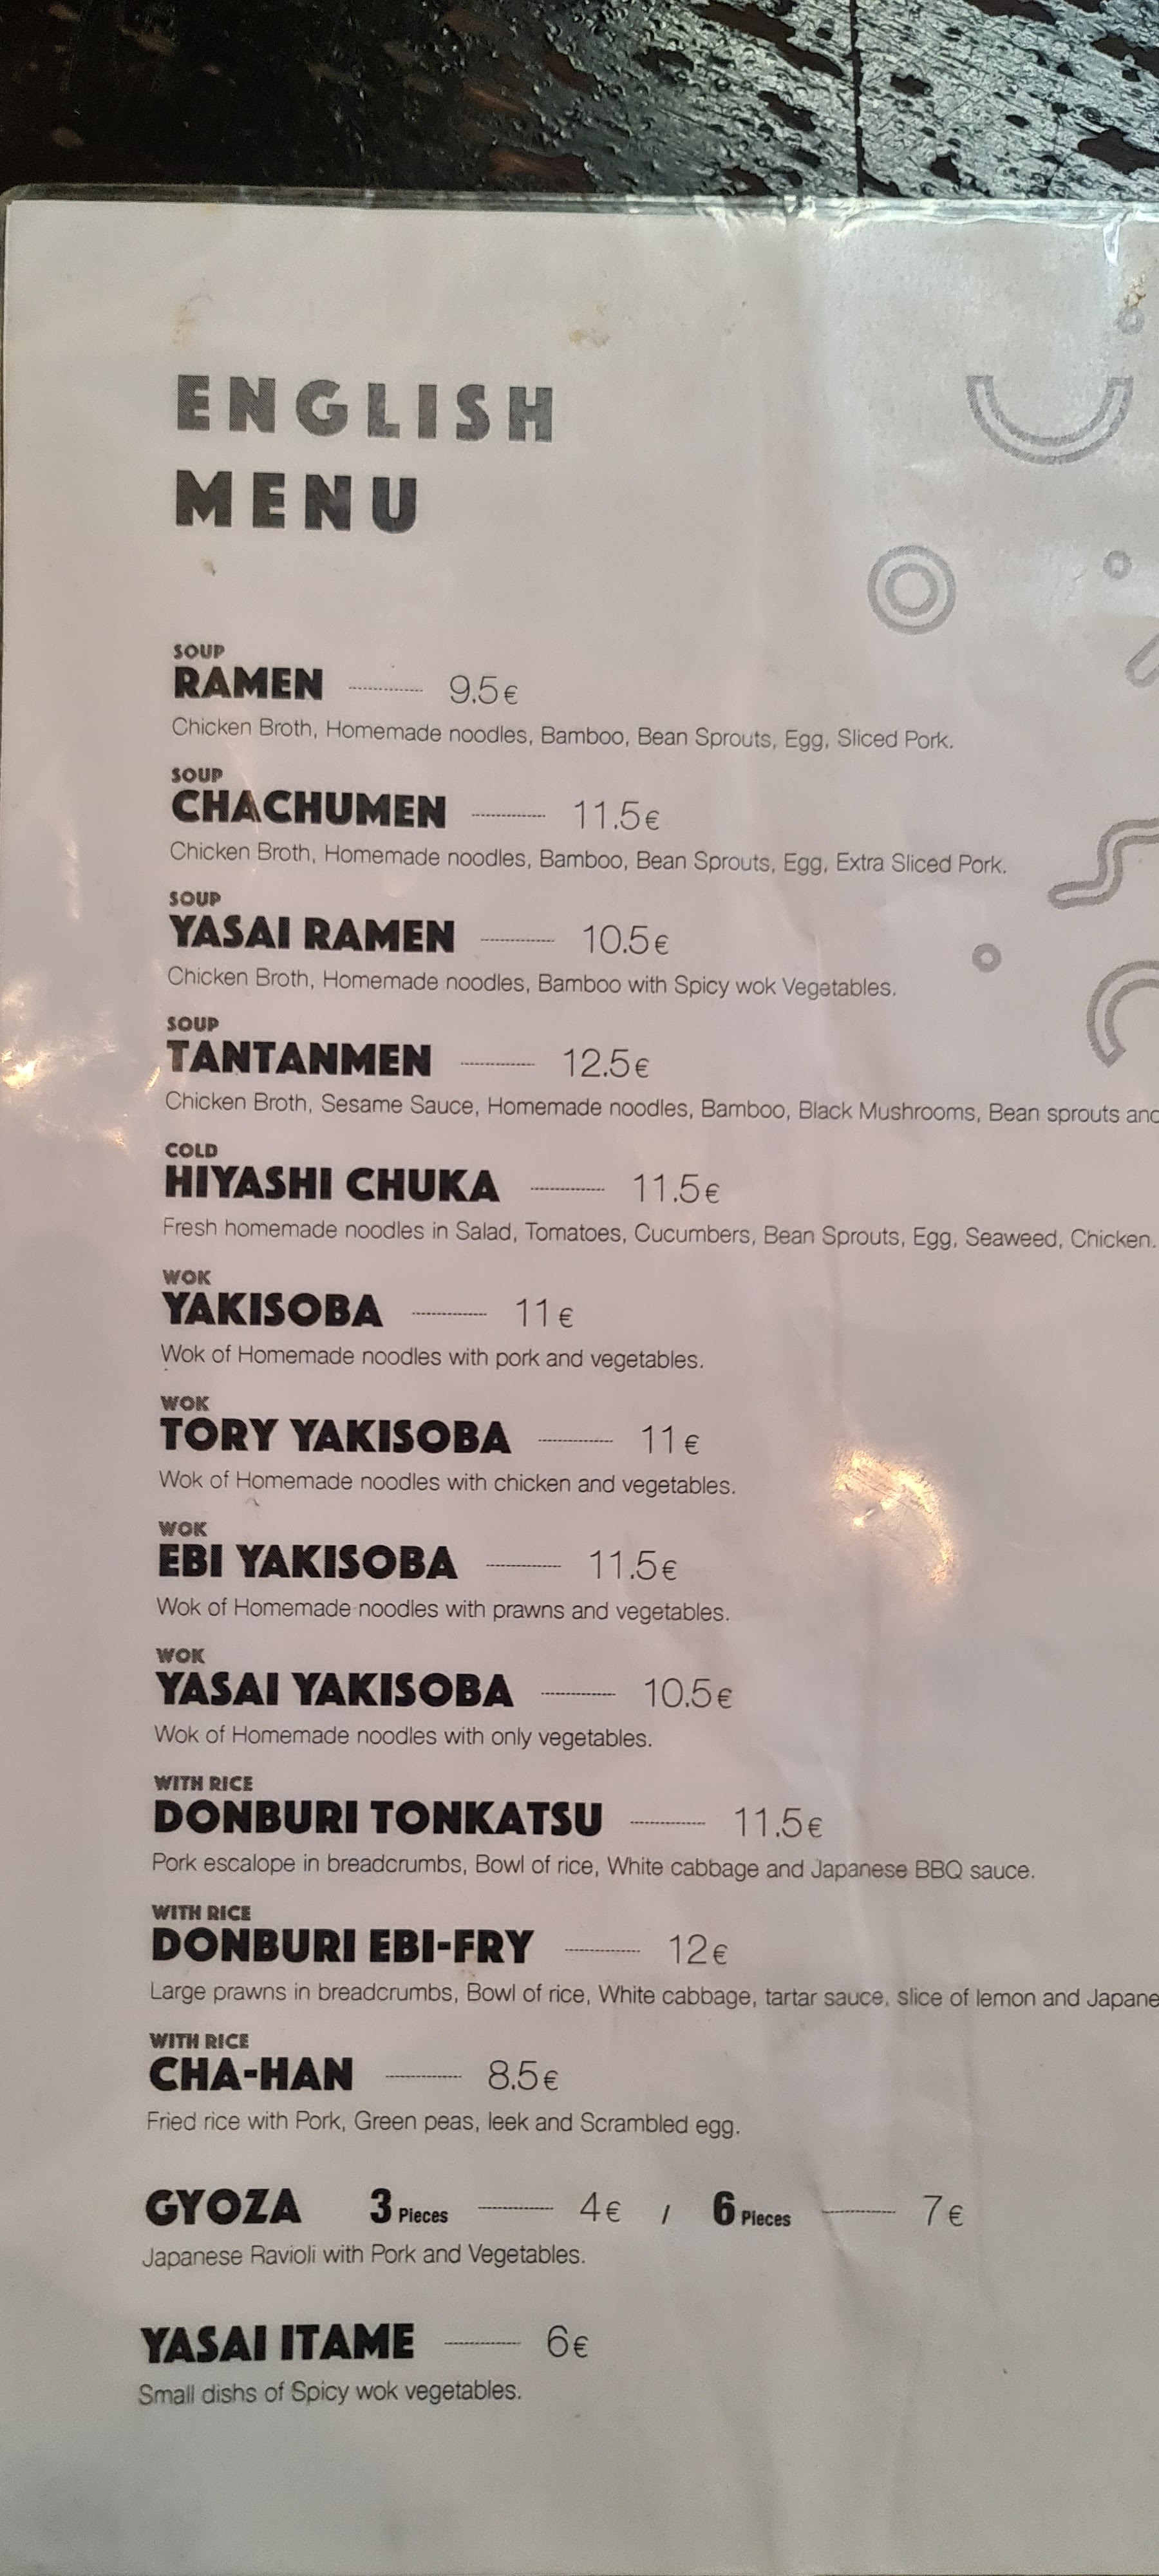 ENGLISH
MENU
SOUP
RAMEN 9.5€
Chicken Broth, Homemade noodles, Bamboo, Bean Sprouts, Egg, Sliced Pork.
SOUP
CHACHUMEN 11.5€
Chicken Broth, Homemade noodles, Bamboo, Bean Sprouts, Egg, Extra Sliced Pork.
SOUP
YASAI RAMEN 10.5€
Chicken Broth, Homemade noodles, Bamboo with Spicy wok Vegetables.
SOUP
TANTANMEN 12.5€
Chicken Broth, Sesame Sauce, Homemade noodles, Bamboo, Black Mushrooms, Bean sprouts and
COLD
HIYASHI CHUKA 11.5€
Fresh homemade noodles in Salad, Tomatoes, Cucumbers, Bean Sprouts, Egg, Seaweed, Chicken.
WOK
YAKISOBA 11€
Wok of Homemade noodles with pork and vegetables.
WOK
TORY YAKISOBA 11€
Wok of Homemade noodles with chicken and vegetables.
WOK
EBI YAKISOBA 11.5€
Wok of Homemade noodles with prawns and vegetables.
WOK
YASAI YAKISOBA 10.5€
Wok of Homemade noodles with only vegetables.
WITH RICE
DONBURI TONKATSU 11.5€
Pork escalope in breadcrumbs, Bowl of rice, White cabbage and Japanese BBQ sauce.
WITH RICE
DONBURI EBI-FRY 12€
Large prawns in breadcrumbs, Bowl of rice, White cabbage, tartar sauce, slice of lemon and Japane
WITH RICE
CHA-HAN 8.5€
Fried rice with Pork, Green peas, leek and Scrambled egg.
GYOZA 3 Pieces 4€ / 6 Pieces 7€
Japanese Ravioli with Pork and Vegetables.
YASAI ITAME 6€
Small dishs of Spicy wok vegetables.